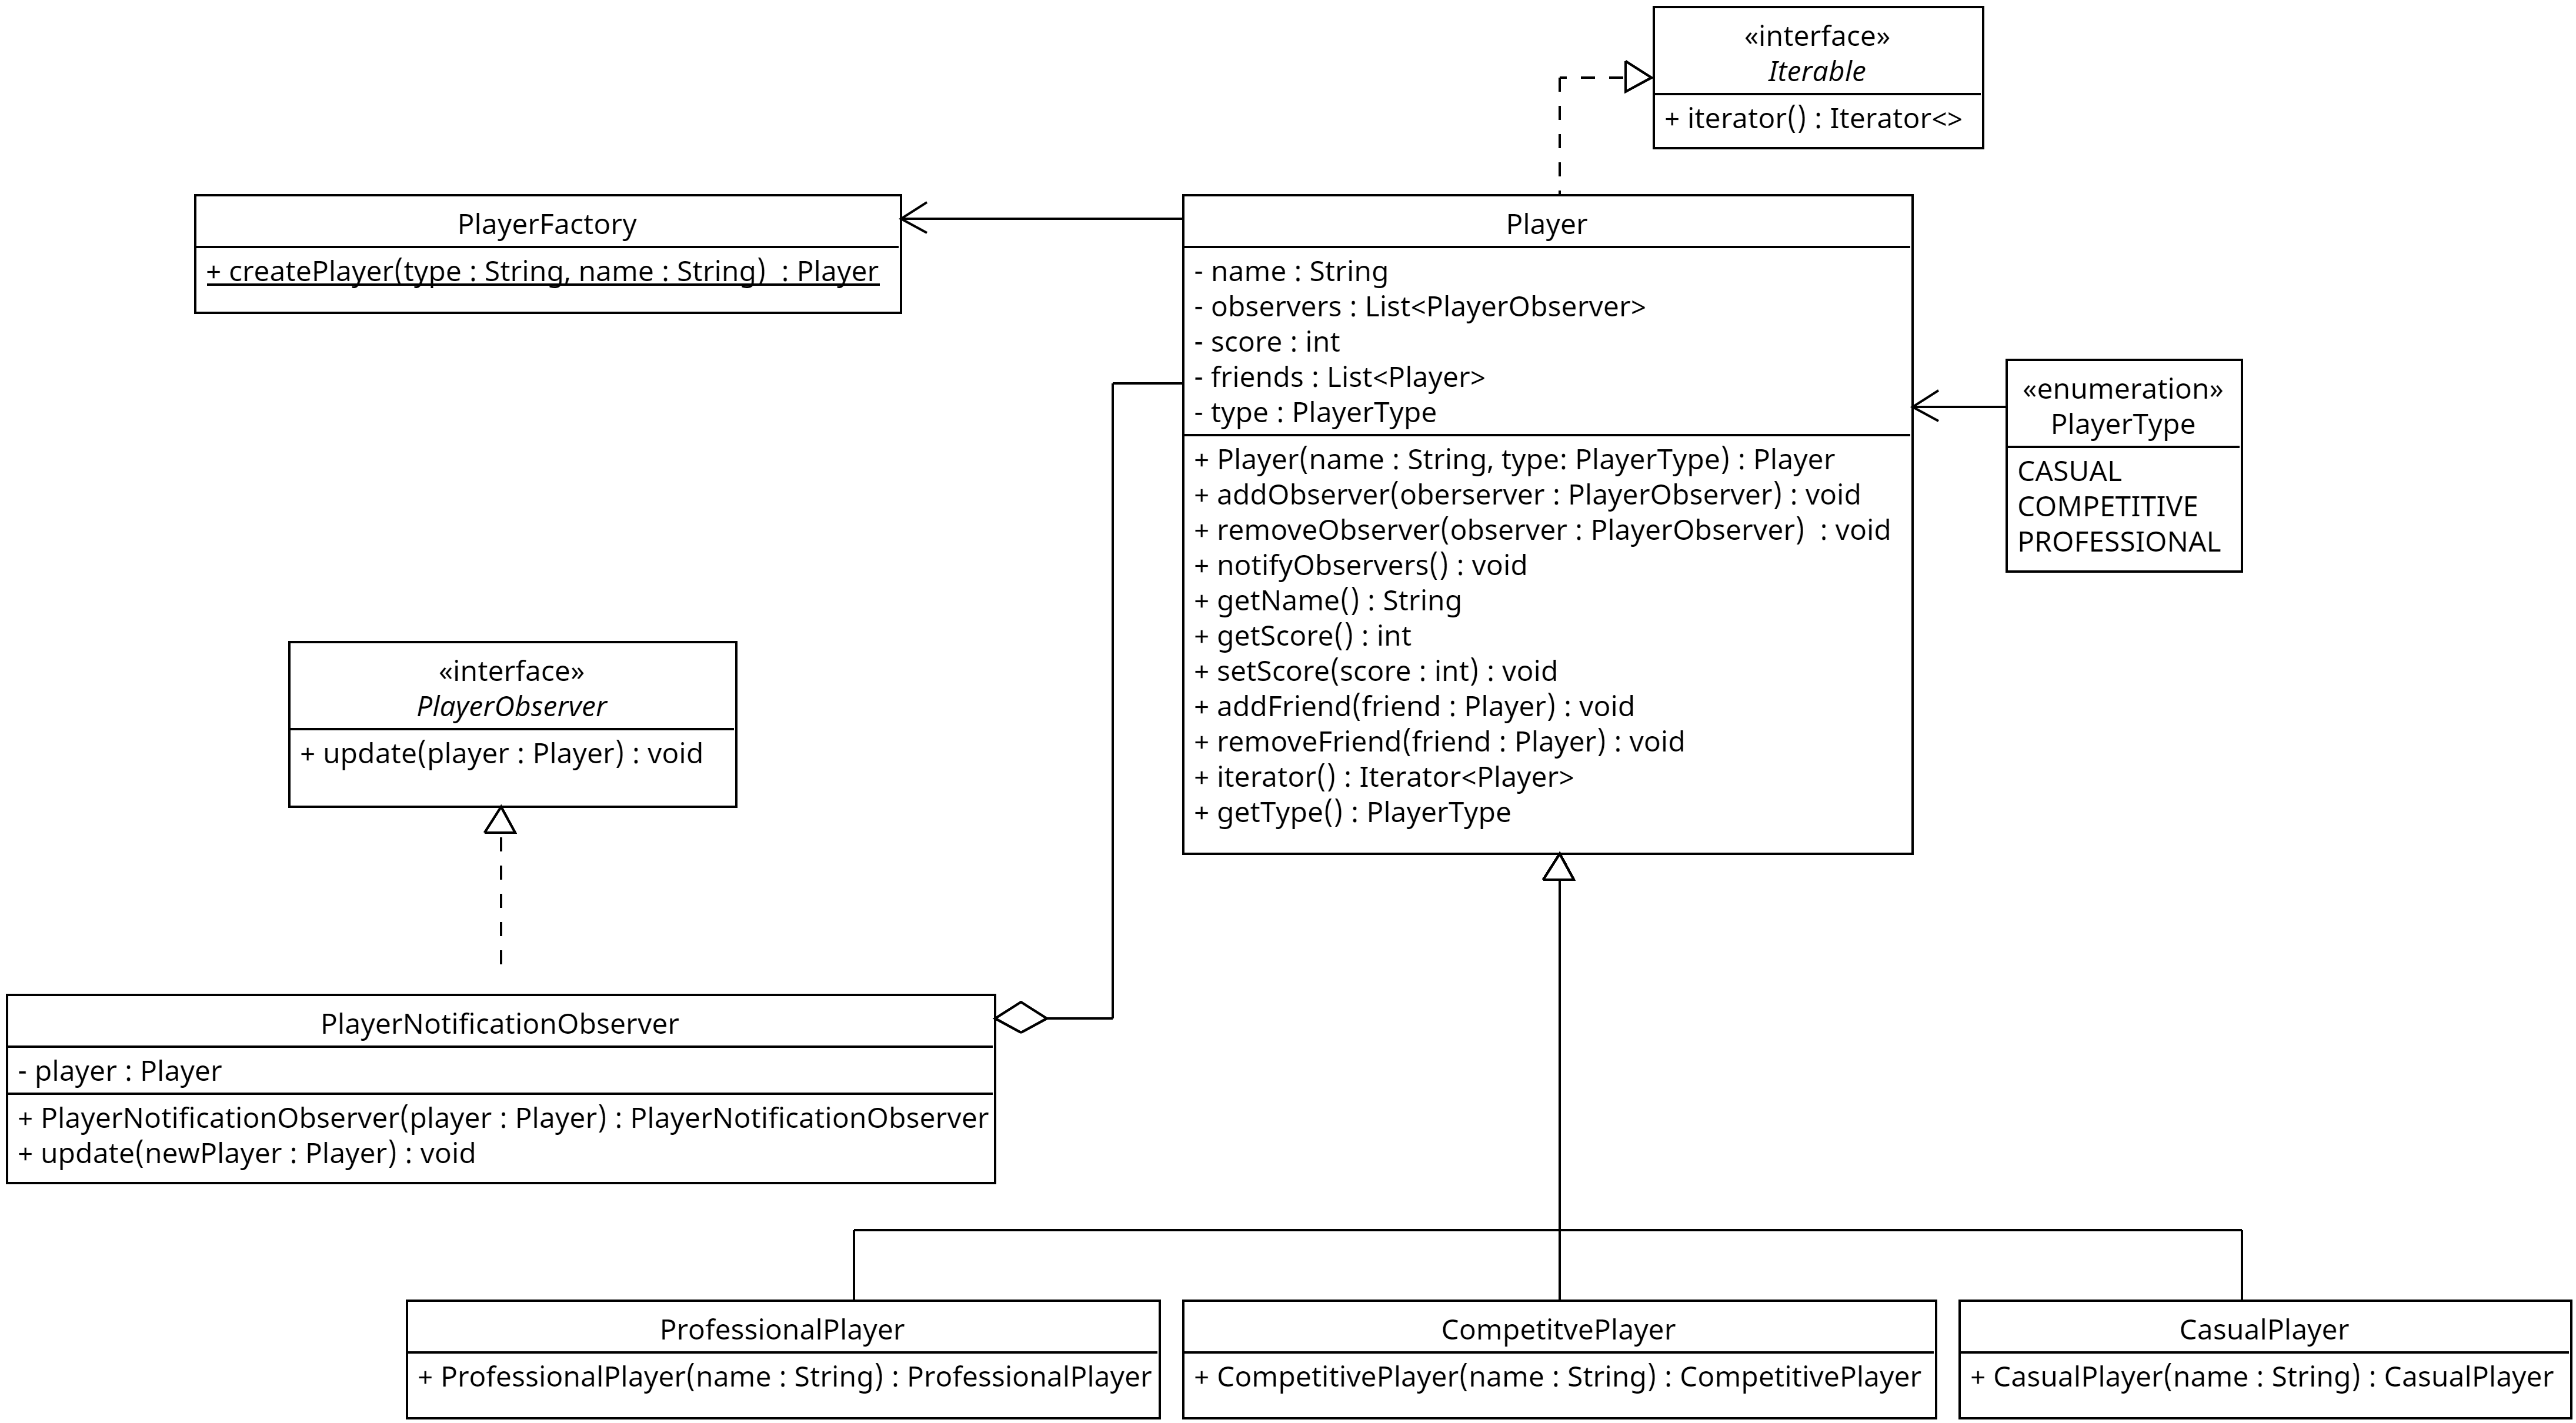 «interface»
Iterable
+ iterator() : Iterator<>
PlayerFactory
+ createPlayer(type : String, name : String)  : Player
Player
- name : String
- observers : List<PlayerObserver>
- score : int
- friends : List<Player>
- type : PlayerType
+ Player(name : String, type: PlayerType) : Player
+ addObserver(oberserver : PlayerObserver) : void
+ removeObserver(observer : PlayerObserver)  : void
+ notifyObservers() : void
+ getName() : String
+ getScore() : int
+ setScore(score : int) : void
+ addFriend(friend : Player) : void
+ removeFriend(friend : Player) : void
+ iterator() : Iterator<Player>
+ getType() : PlayerType
«enumeration»
PlayerType
CASUAL
COMPETITIVE
PROFESSIONAL
«interface»
PlayerObserver
+ update(player : Player) : void
PlayerNotificationObserver
- player : Player
+ PlayerNotificationObserver(player : Player) : PlayerNotificationObserver
+ update(newPlayer : Player) : void
ProfessionalPlayer
+ ProfessionalPlayer(name : String) : ProfessionalPlayer
CompetitvePlayer
+ CompetitivePlayer(name : String) : CompetitivePlayer
CasualPlayer
+ CasualPlayer(name : String) : CasualPlayer